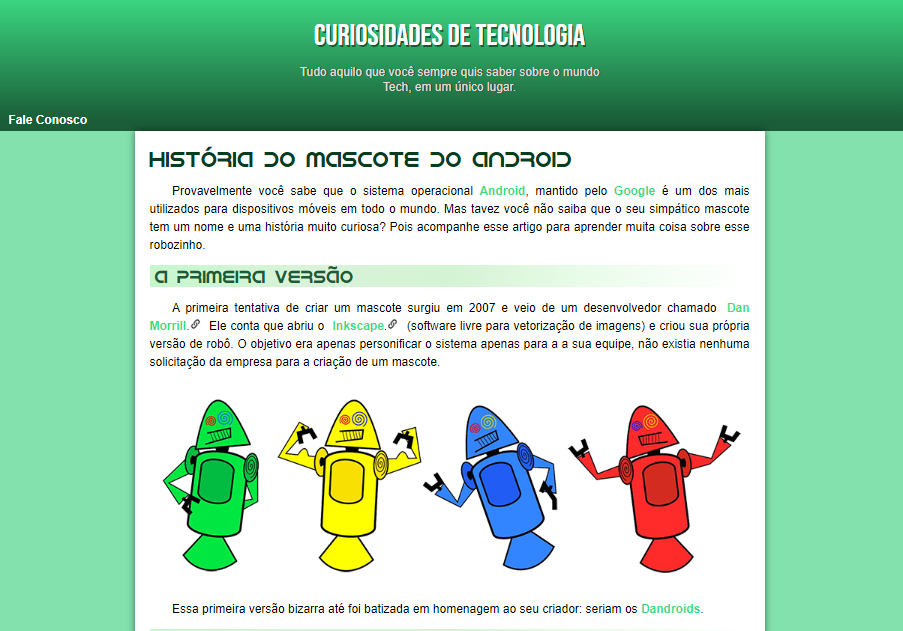 CURIOSIDADES DE TECNOLOGIA
Tudo aquilo que você sempre quis saber sobre o mundo
Tech, em um único lugar.
Fale Conosco
HISTÓRIA DO MASCOTE DO ANDROID
Provavelmente você sabe que o sistema operacional Android, mantido pelo Google é um dos mais
utilizados para dispositivos móveis em todo o mundo. Mas tavez você não saiba que o seu simpático mascote
tem um nome e uma história muito curiosa? Pois acompanhe esse artigo para aprender muita coisa sobre esse
robozinho.
A PRIMEIRA VERSÃO
A primeira tentativa de criar um mascote surgiu em 2007 e veio de um desenvolvedor chamado Dan
Morrill. Ele conta que abriu o Inkscape. (software livre para vetorização de imagens) e criou sua própria
versão de robô. O objetivo era apenas personificar o sistema apenas para a a sua equipe, não existia nenhuma
solicitação da empresa para a criação de um mascote.
Essa primeira versão bizarra até foi batizada em homenagem ao seu criador: seriam os Dandroids.